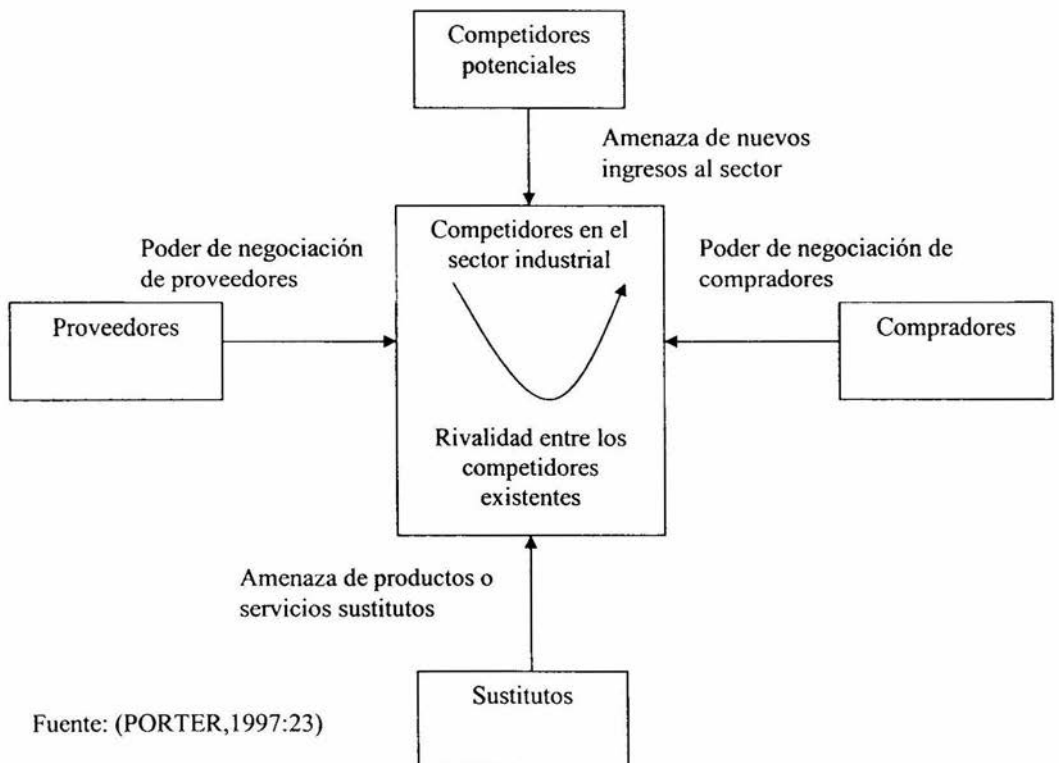 Competidores
potenciales
Amenaza de nuevos
ingresos al sector
Competidores en el
sector industrial
Poder de negociación
de proveedores
Poder de negociación de
compradores
Proveedores
Compradores
Rivalidad entre los
competidores
existentes
Amenaza de productos o
servicios sustitutos
Sustitutos
Fuente: (PORTER,1997:23)